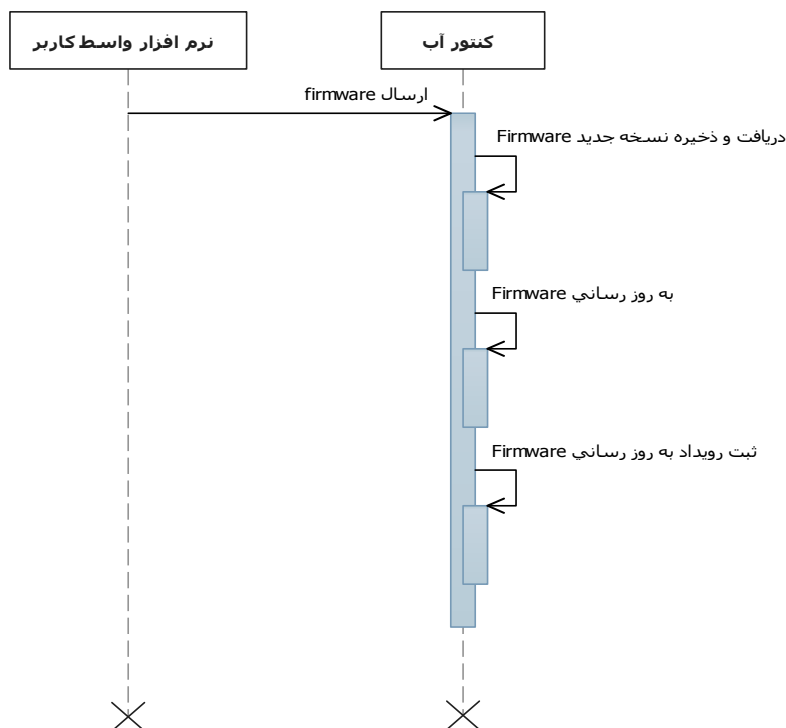 نرم افزار واسط کاربر
کنتور آب
ارسال firmware
دریافت و ذخیره نسخه جدید Firmware
به روز رساني Firmware
ثبت رویداد به روز رساني Firmware